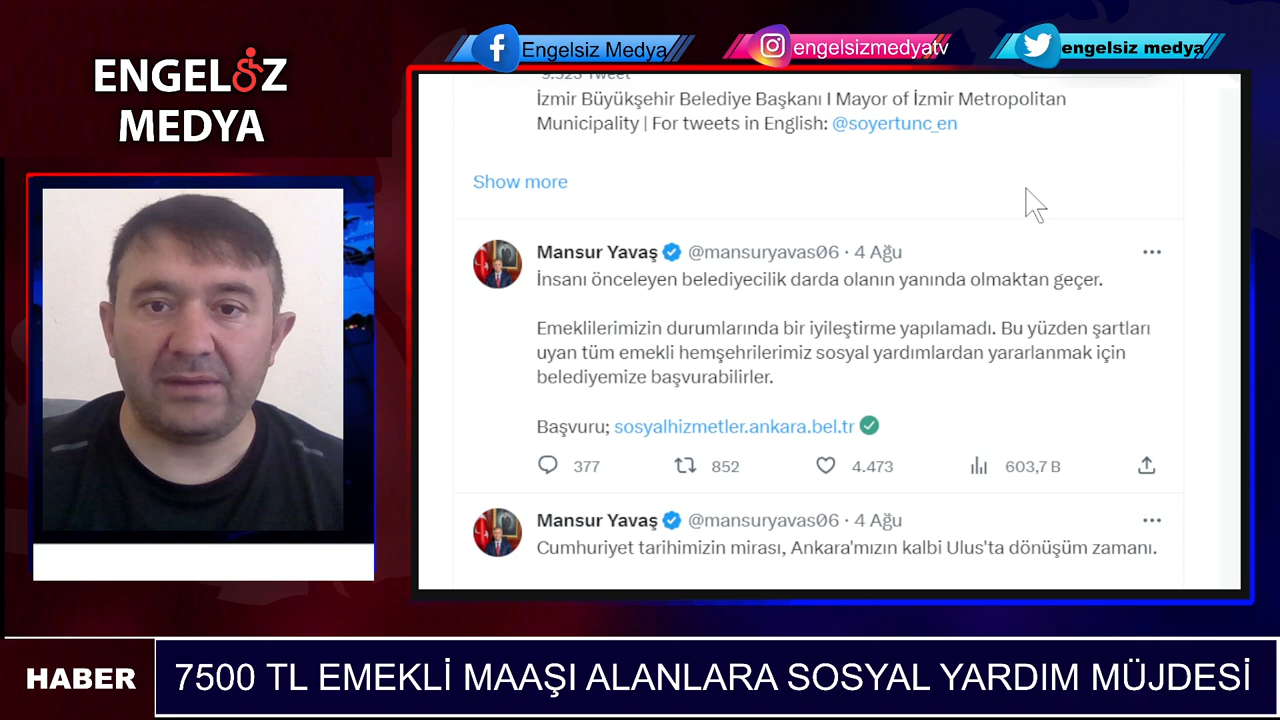 ENGELSİZ
MEDYA
Engelsiz Medya
engelsizmedyatv
engelsiz medya
9.523 Tweet
İzmir Büyükşehir Belediye Başkanı I Mayor of İzmir Metropolitan
Municipality | For tweets in English: @soyertunc_en
Show more
Mansur Yavaş @mansuryavas06 · 4 Ağu
İnsanı önceleyen belediyecilik darda olanın yanında olmaktan geçer.
Emeklilerimizin durumlarında bir iyileştirme yapılamadı. Bu yüzden şartları
uyan tüm emekli hemşehrilerimiz sosyal yardımlardan yararlanmak için
belediyemize başvurabilirler.
Başvuru; sosyalhizmetler.ankara.bel.tr
377 852 4.473 603,7 B
Mansur Yavaş @mansuryavas06 · 4 Ağu
Cumhuriyet tarihimizin mirası, Ankara'mızın kalbi Ulus'ta dönüşüm zamanı.
HABER
7500 TL EMEKLİ MAAŞI ALANLARA SOSYAL YARDIM MÜJDESİ